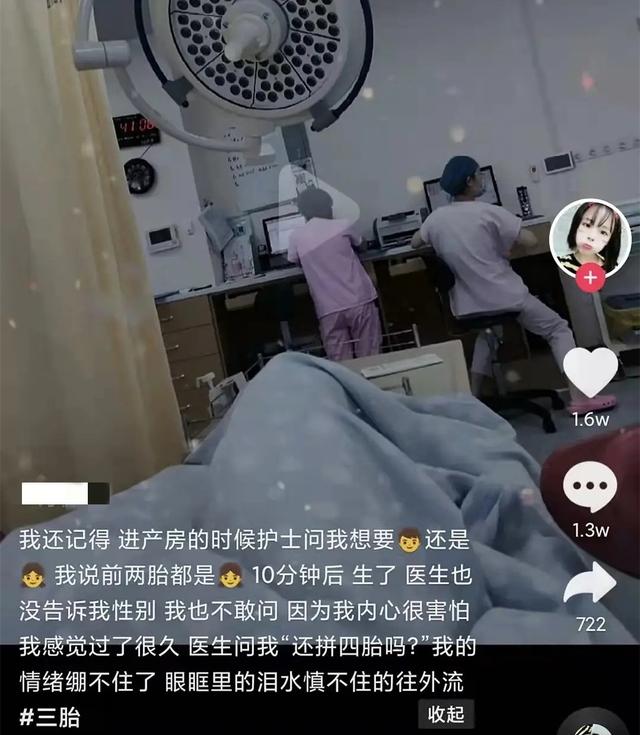 1.6w
1.3w
722
我还记得 进产房的时候护士问我想要👦还是
👧 我说前两胎都是👧 10分钟后 生了 医生也
没告诉我性别 我也不敢问 因为我内心很害怕
我感觉过了很久 医生问我“还拼四胎吗?”我的
情绪绷不住了 眼眶里的泪水慎不住的往外流
#三胎
收起